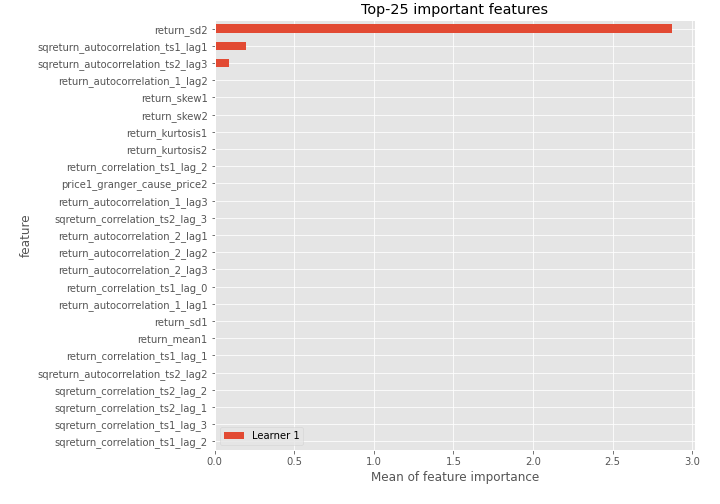 Top-25 important features
return_sd2
sqreturn_autocorrelation_ts1_lag1
sqreturn_autocorrelation_ts2_lag3
return_autocorrelation_1_lag2
return_skew1
return_skew2
return_kurtosis1
return_kurtosis2
return_correlation_ts1_lag_2
price1_granger_cause_price2
return_autocorrelation_1_lag3
sqreturn_correlation_ts2_lag_3
return_autocorrelation_2_lag1
return_autocorrelation_2_lag2
return_autocorrelation_2_lag3
return_correlation_ts1_lag_0
return_autocorrelation_1_lag1
return_sd1
return_mean1
return_correlation_ts1_lag_1
sqreturn_autocorrelation_ts2_lag2
sqreturn_correlation_ts2_lag_2
sqreturn_correlation_ts2_lag_1
sqreturn_correlation_ts1_lag_3
sqreturn_correlation_ts1_lag_2
feature
Learner 1
0.0 0.5 1.0 1.5 2.0 2.5 3.0
Mean of feature importance